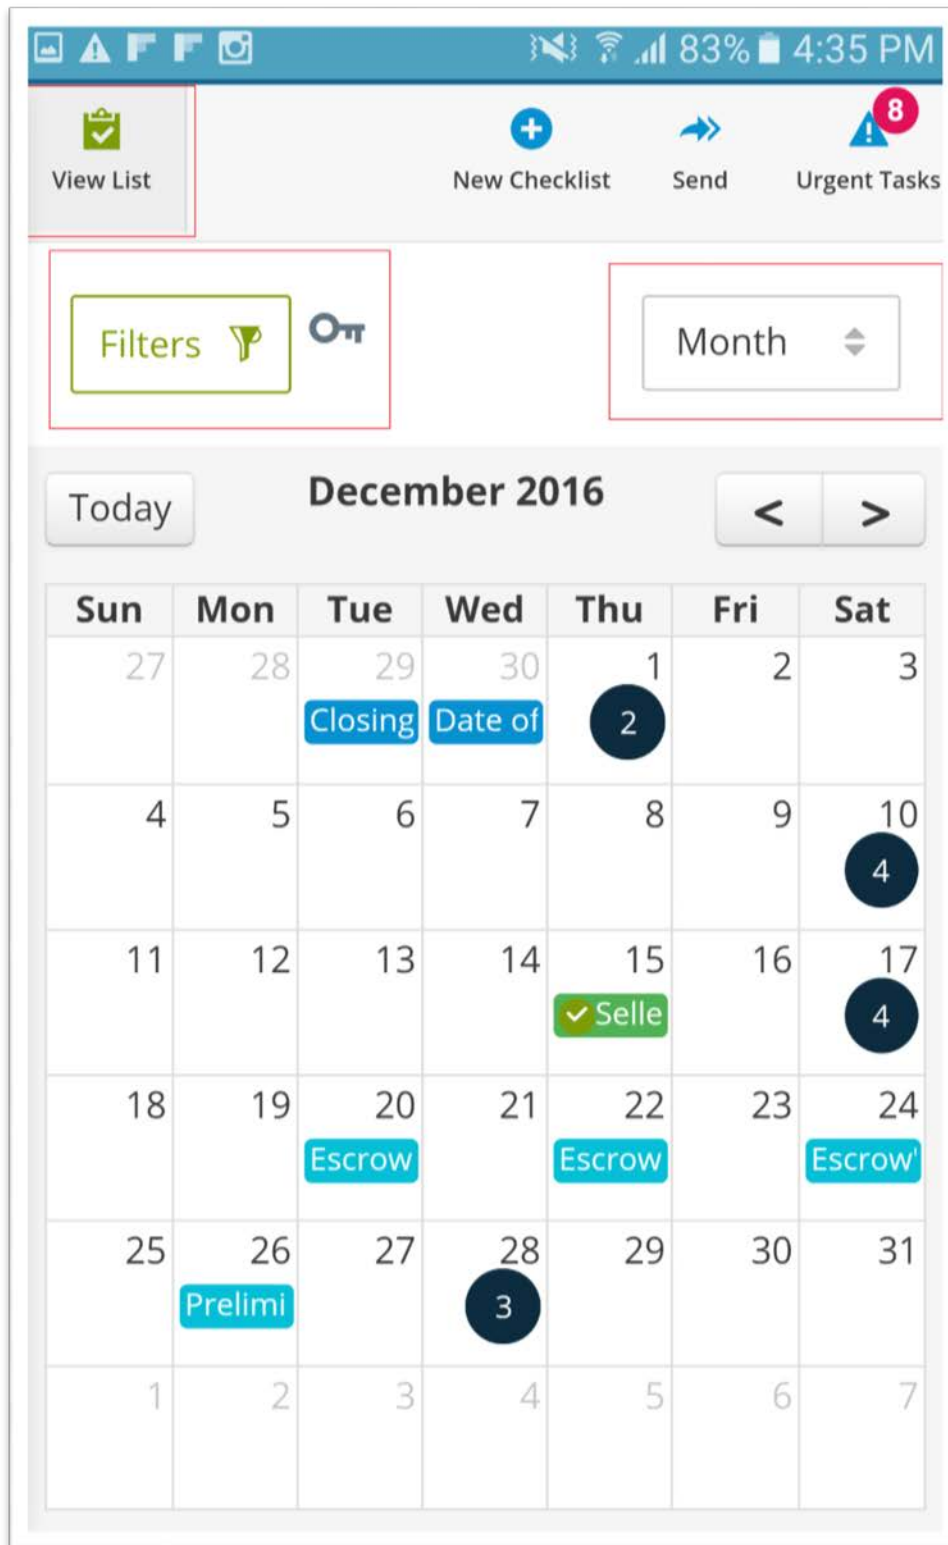 83% 4:35 PM
8
View List New Checklist Send Urgent Tasks
Filters Month
Today December 2016 < >
Sun Mon Tue Wed Thu Fri Sat
27 28 29 30 1 2 3
Closing Date of 2
4 5 6 7 8 9 10
4
11 12 13 14 15 16 17
Selle 4
18 19 20 21 22 23 24
Escrow Escrow Escrow'
25 26 27 28 29 30 31
Prelimi 3
1 2 3 4 5 6 7